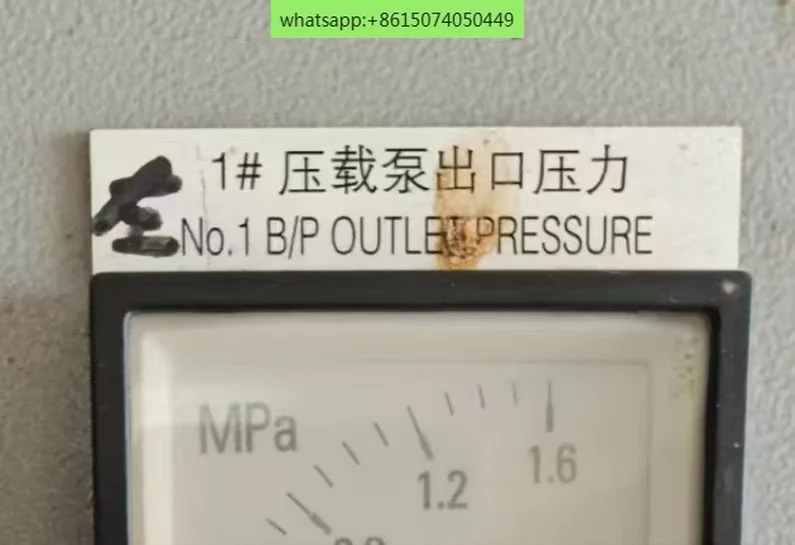 whatsapp:+8615074050449
1# 压载泵出口压力
No.1 B/P OUTLET PRESSURE
MPa
1.6
1.2